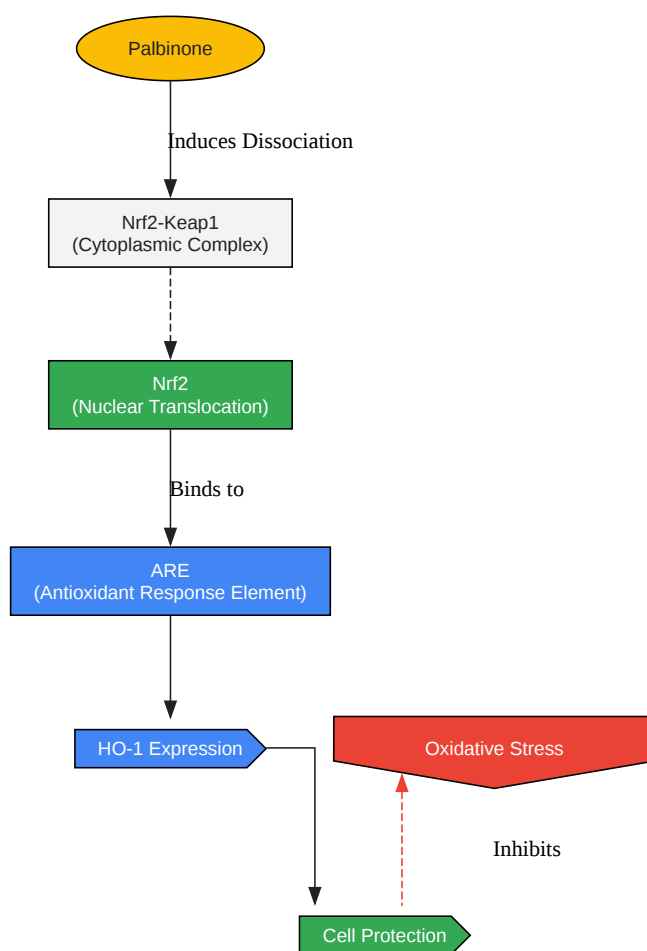 Palbinone
Induces Dissociation
Nrf2-Keap1
(Cytoplasmic Complex)
Nrf2
(Nuclear Translocation)
Binds to
ARE
(Antioxidant Response Element)
HO-1 Expression
Oxidative Stress
Inhibits
Cell Protection